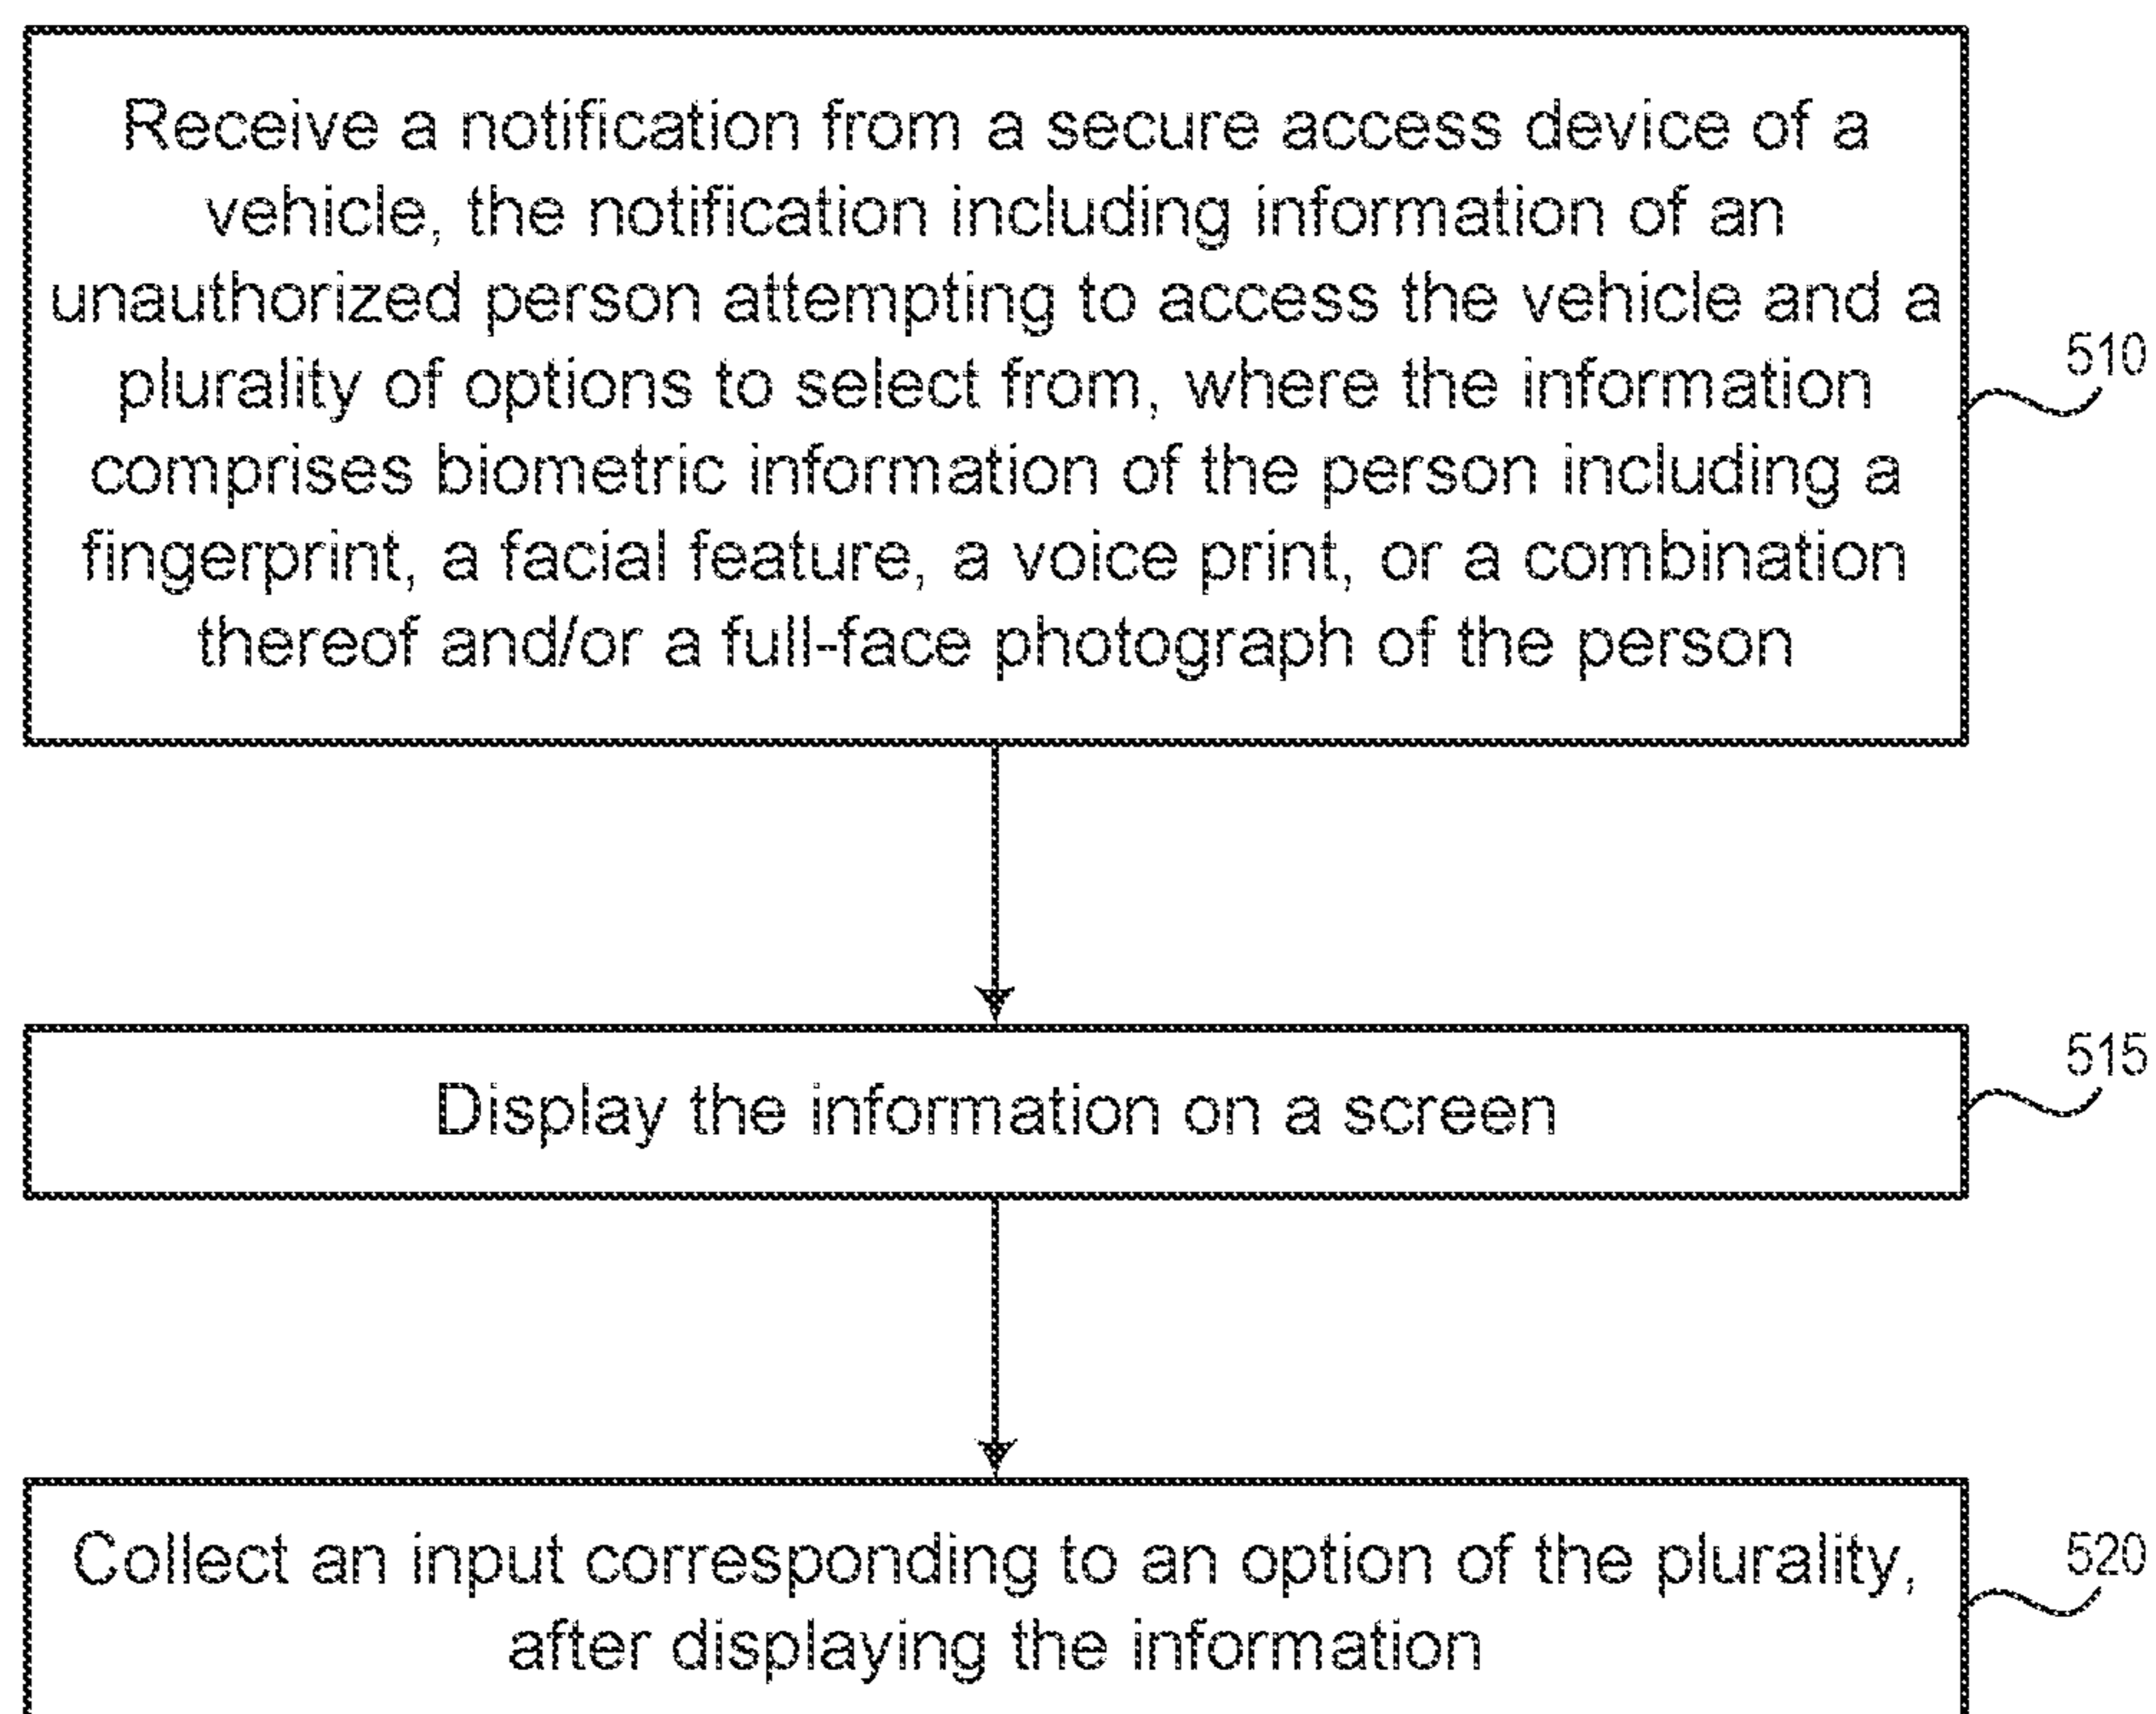 Receive a notification from a secure access device of a
vehicle, the notification including information of an
unauthorized person attempting to access the vehicle and a
plurality of options to select from, where the information
comprises biometric information of the person including a
fingerprint, a facial feature, a voice print, or a combination
thereof and/or a full-face photograph of the person
510
Display the information on a screen
515
Collect an input corresponding to an option of the plurality,
after displaying the information
520